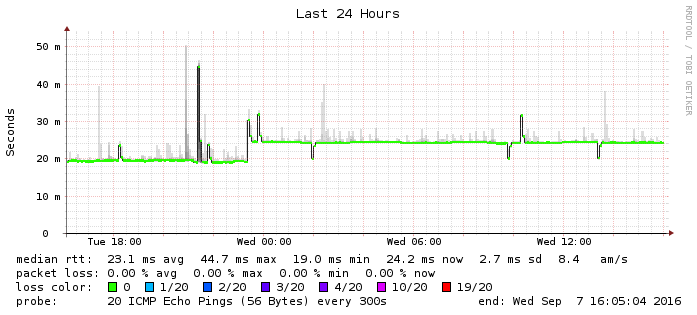 Last 24 Hours
RRDTOOL / TOBI OETIKER
Seconds
50 m
40 m
30 m
20 m
10 m
0
Tue 18:00 Wed 00:00 Wed 06:00 Wed 12:00
median rtt: 23.1 ms avg 44.7 ms max 19.0 ms min 24.2 ms now 2.7 ms sd 8.4 am/s
packet loss: 0.00 % avg 0.00 % max 0.00 % min 0.00 % now
loss color: 0 1/20 2/20 3/20 4/20 10/20 19/20
probe: 20 ICMP Echo Pings (56 Bytes) every 300s end: Wed Sep 7 16:05:04 2016